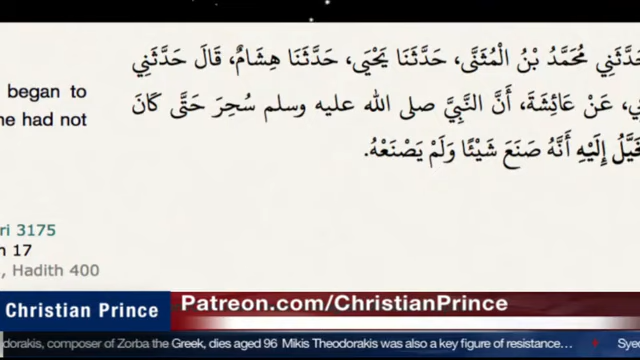 حَدَّثَنِي مُحَمَّدُ بْنُ الْمُثَنَّى، حَدَّثَنَا يَحْيَى، حَدَّثَنَا هِشَامٌ، قَالَ حَدَّثَنِي
عَنْ عَائِشَةَ، أَنَّ النَّبِيَّ صلى الله عليه وسلم سُحِرَ حَتَّى كَانَ
إِلَيْهِ أَنَّهُ صَنَعَ شَيْئًا وَلَمْ يَصْنَعْهُ.
began to
had not
3175
17
, Hadith 400
Christian Prince
Patreon.com/ChristianPrince
dorakis, composer of Zorba the Greek, dies aged 96 Mikis Theodorakis was also a key figure of resistance…